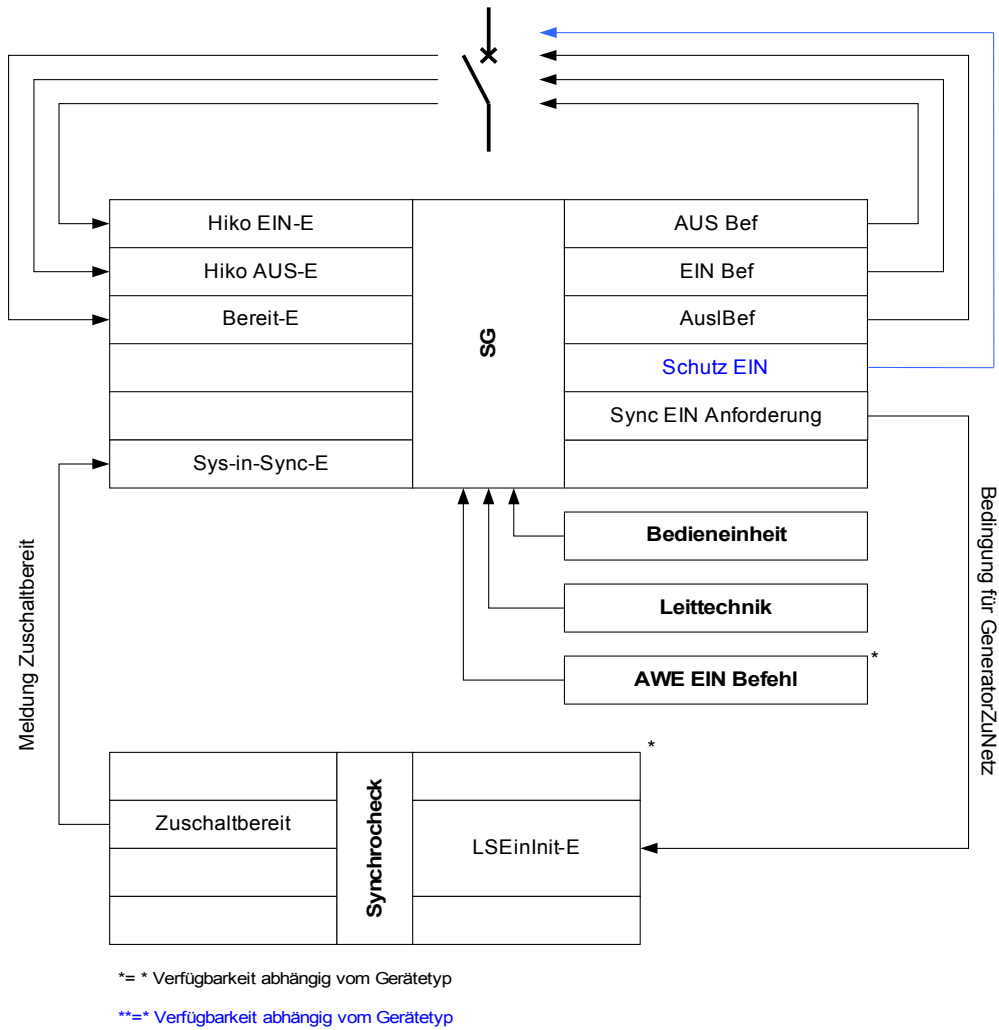 Hiko EIN-E
AUS Bef
Hiko AUS-E
EIN Bef
Bereit-E
AuslBef
SG
Schutz EIN
Sync EIN Anforderung
Sys-in-Sync-E
Bedieneinheit
Leittechnik
AWE EIN Befehl
*
Meldung Zuschaltbereit
Bedingung für GeneratorZuNetz
*
Zuschaltbereit
Synchrocheck
LSEinInit-E
*= * Verfügbarkeit abhängig vom Gerätetyp
**=* Verfügbarkeit abhängig vom Gerätetyp